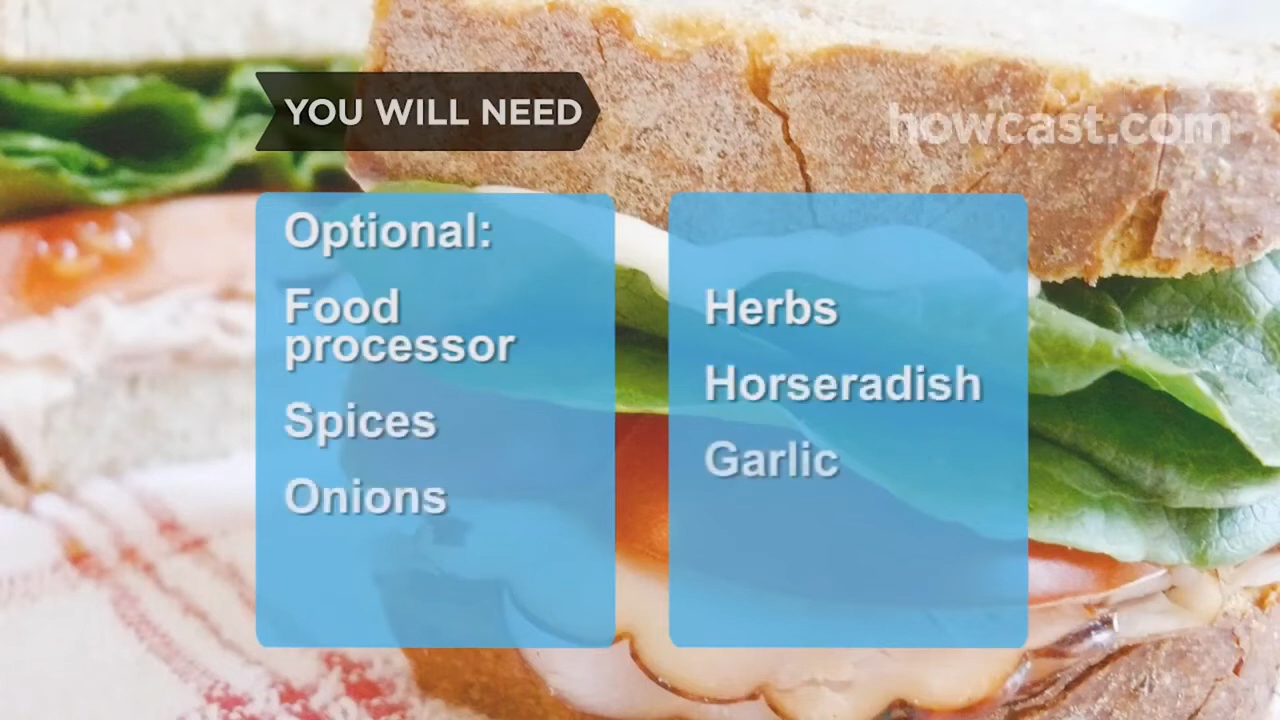 YOU WILL NEED
howcast.com
Optional:
Food
processor
Spices
Onions
Herbs
Horseradish
Garlic